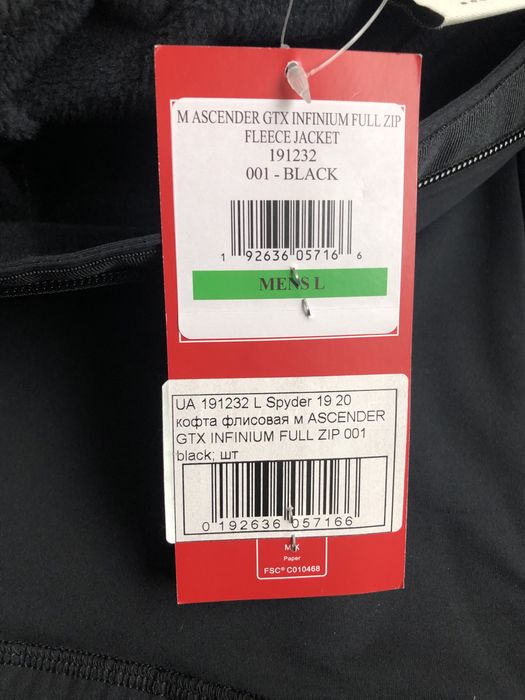 M ASCENDER GTX INFINIUM FULL ZIP
FLEECE JACKET
191232
001 - BLACK
1 92636 05716 6
MENS L
UA 191232 L Spyder 19 20
кофта флисовая м ASCENDER
GTX INFINIUM FULL ZIP 001
black; шт
0 192636 057166
MIX
Paper
FSC® C010468